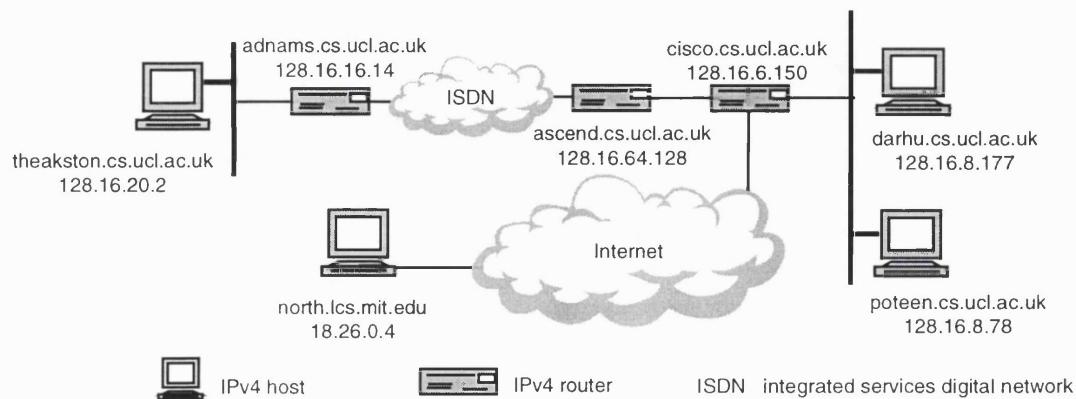 adnams.cs.ucl.ac.uk
128.16.16.14
cisco.cs.ucl.ac.uk
128.16.6.150
ISDN
theakston.cs.ucl.ac.uk
128.16.20.2
ascend.cs.ucl.ac.uk
128.16.64.128
darhu.cs.ucl.ac.uk
128.16.8.177
Internet
north.lcs.mit.edu
18.26.0.4
poteen.cs.ucl.ac.uk
128.16.8.78
IPv4 host
IPv4 router
ISDN integrated services digital network